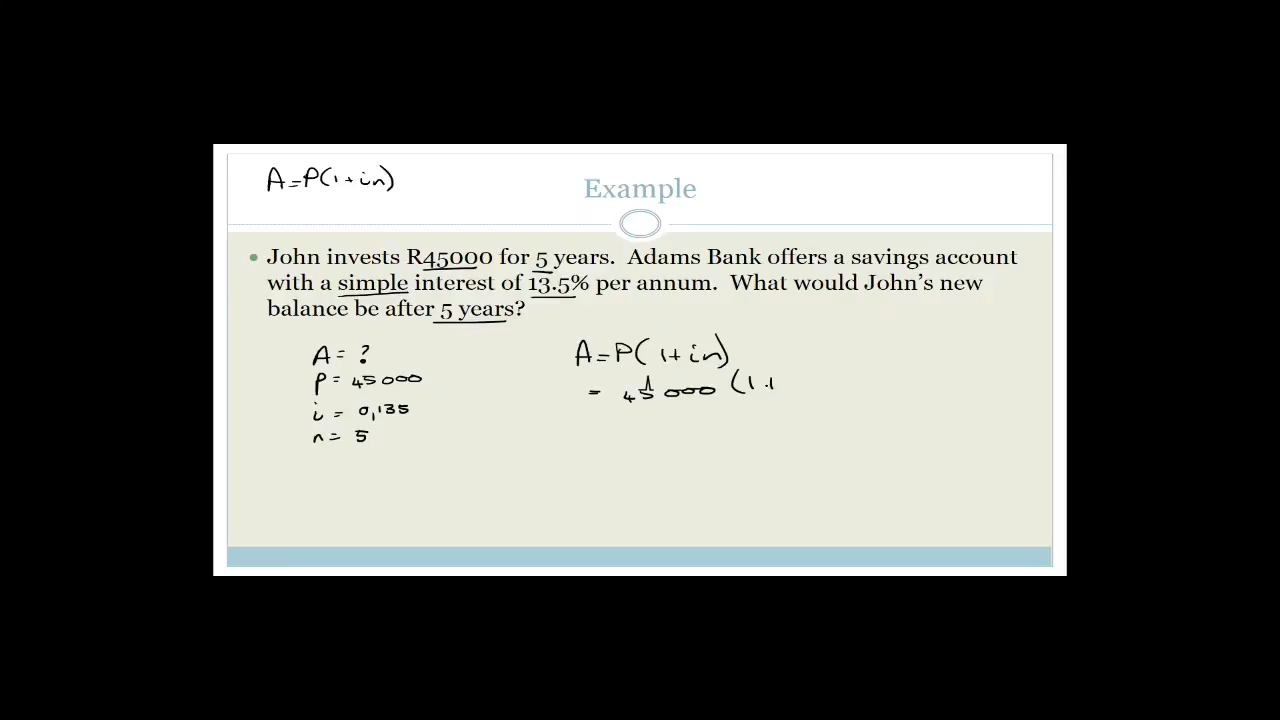 A=P(1+in)
Example
John invests R45000 for 5 years. Adams Bank offers a savings account
with a simple interest of 13.5% per annum. What would John's new
balance be after 5 years?
A = ?
P = 45 000
i = 0,135
n = 5
A=P(1+in)
= 45 000 (1